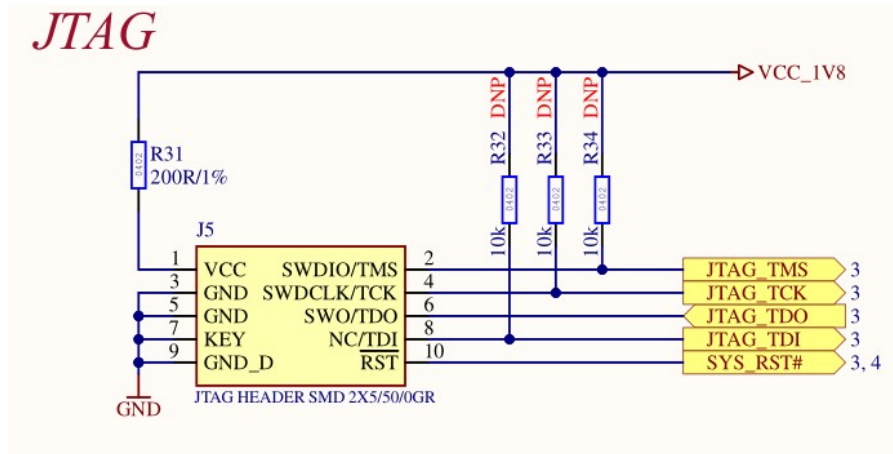 JTAG
VCC_1V8
DNP
DNP
DNP
R32
R33
R34
0402
0402
0402
10k
10k
10k
R31
0402
200R/1%
J5
1 VCC SWDIO/TMS 2 JTAG_TMS 3
3 GND SWDCLK/TCK 4 JTAG_TCK 3
5 GND SWO/TDO 6 JTAG_TDO 3
7 KEY NC/TDI 8 JTAG_TDI 3
9 GND_D RST 10 SYS_RST# 3, 4
GND
JTAG HEADER SMD 2X5/50/0GR